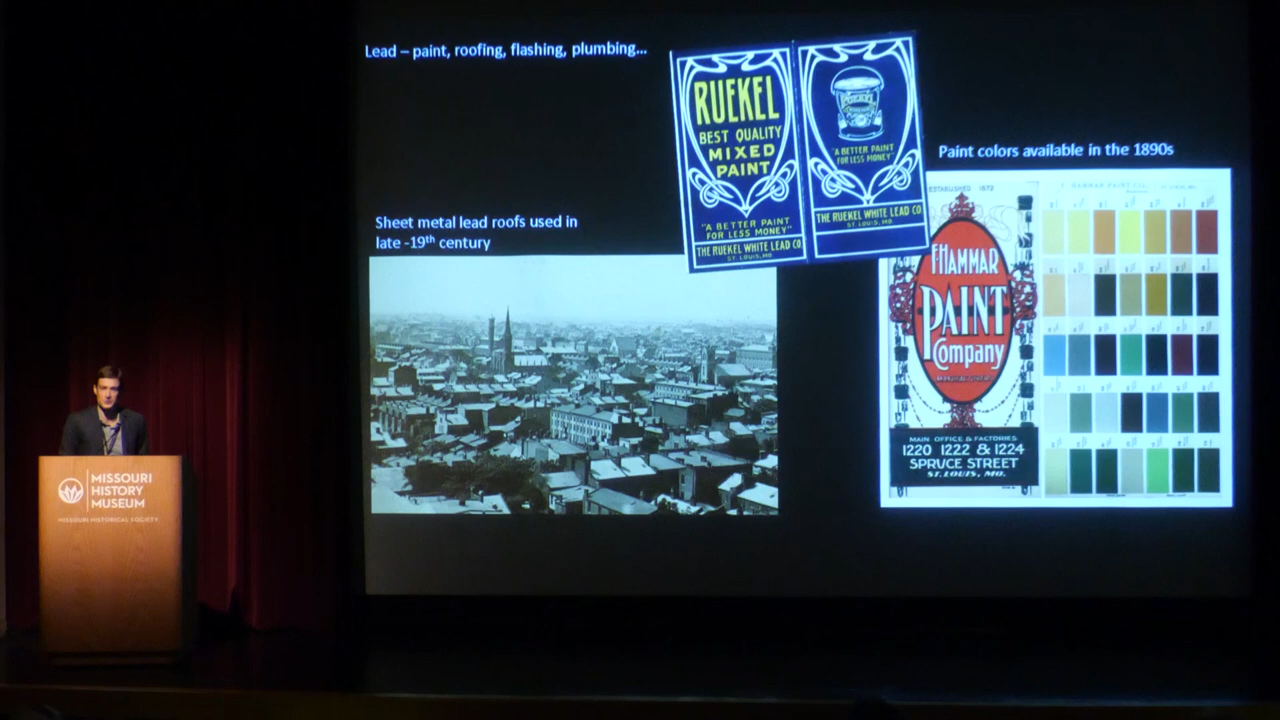 Lead – paint, roofing, flashing, plumbing...
RUEKEL
BEST QUALITY
MIXED
PAINT
"A BETTER PAINT
FOR LESS MONEY"
THE RUEKEL WHITE LEAD CO.
ST. LOUIS, MO.
RUEKEL
"A BETTER PAINT
FOR LESS MONEY"
THE RUEKEL WHITE LEAD CO.
ST. LOUIS, MO.
Paint colors available in the 1890s
ESTABLISHED 1872
F. HAMMAR
PAINT
Company
MAIN OFFICE & FACTORIES
1220 1222 & 1224
SPRUCE STREET
ST. LOUIS, MO.
F. HAMMAR PAINT
Sheet metal lead roofs used in
late -19th century
MISSOURI
HISTORY
MUSEUM
MISSOURI HISTORICAL SOCIETY